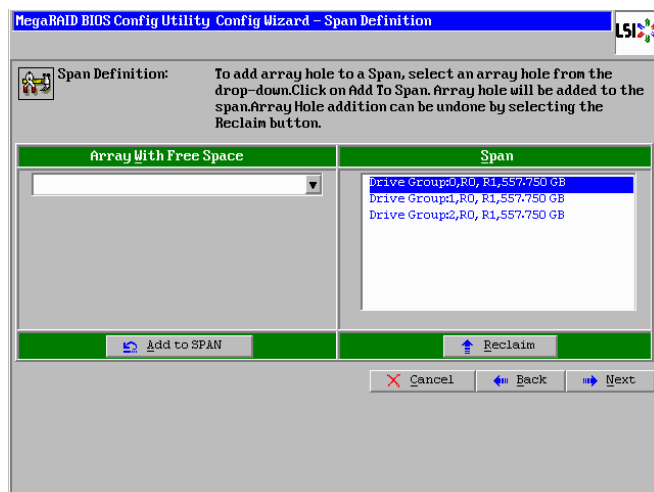 MegaRAID BIOS Config Utility Config Wizard – Span Definition
LSI
Span Definition:
To add array hole to a Span, select an array hole from the
drop-down.Click on Add To Span. Array hole will be added to the
span.Array Hole addition can be undone by selecting the
Reclaim button.
Array With Free Space
Span
Drive Group:0,R0, R1,557.750 GB
Drive Group:1,R0, R1,557.750 GB
Drive Group:2,R0, R1,557.750 GB
Add to SPAN
Reclaim
Cancel
Back
Next